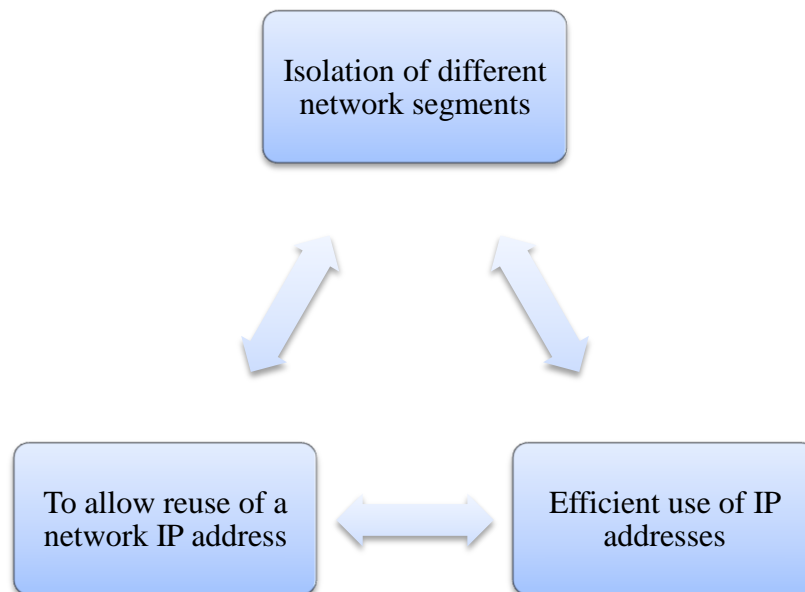 Isolation of different
network segments
To allow reuse of a
network IP address
Efficient use of IP
addresses